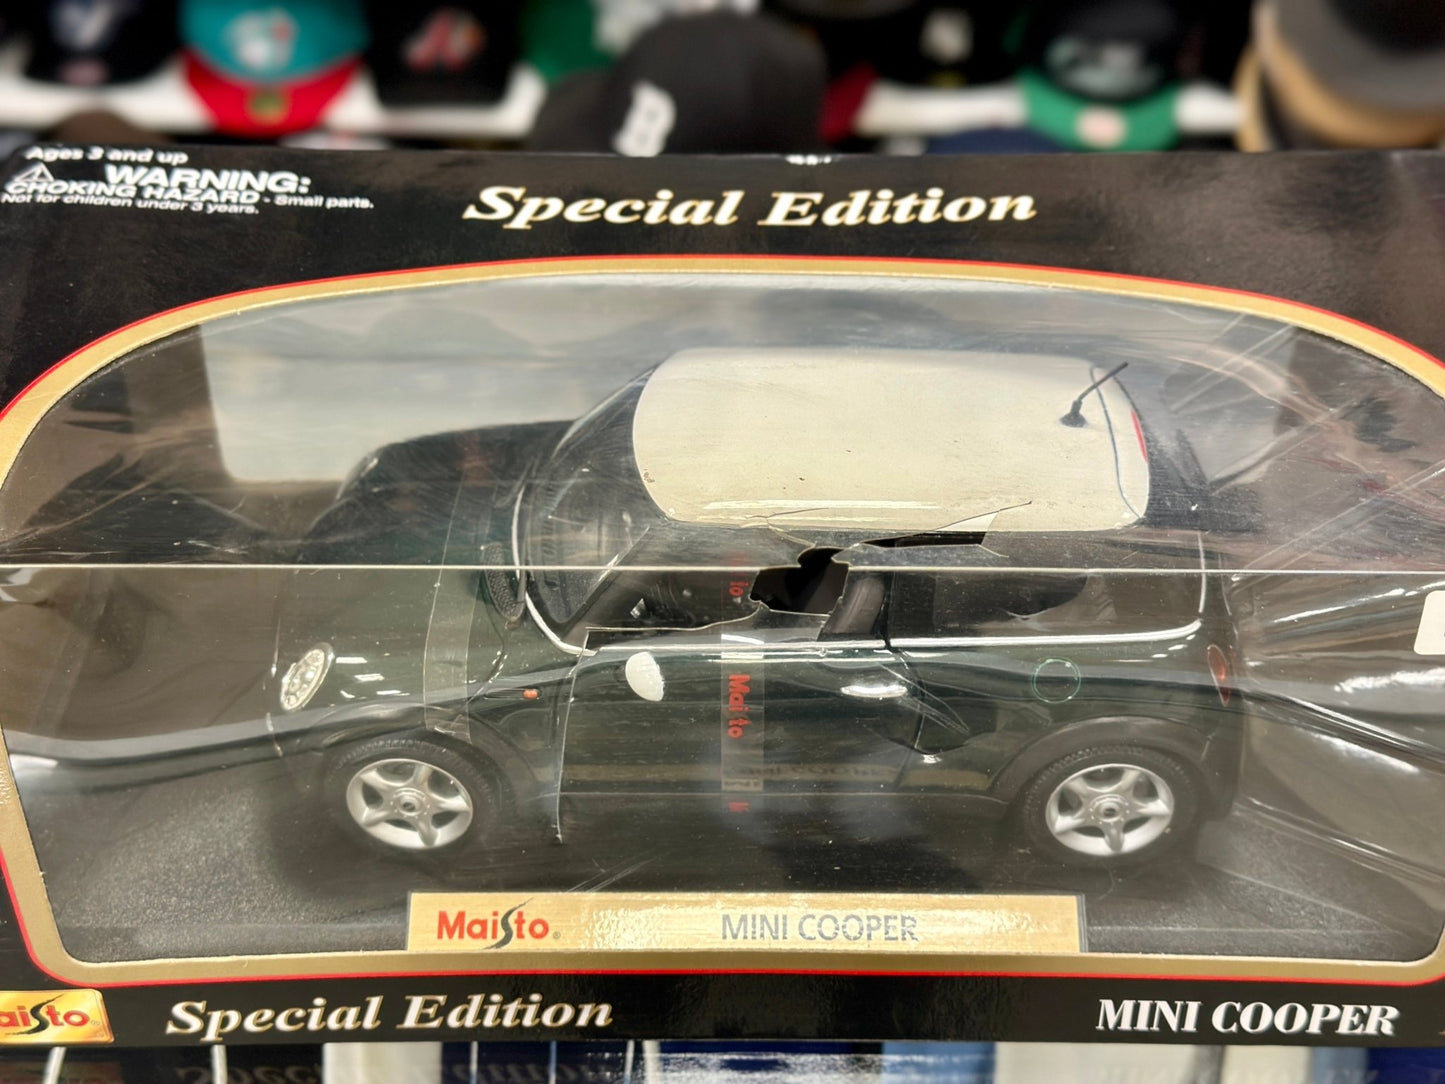 Ages 3 and up
WARNING:
CHOKING HAZARD - Small parts.
Not for children under 3 years.
Special Edition
Maisto
Maisto®
MINI COOPER
aisto®
Special Edition
MINI COOPER